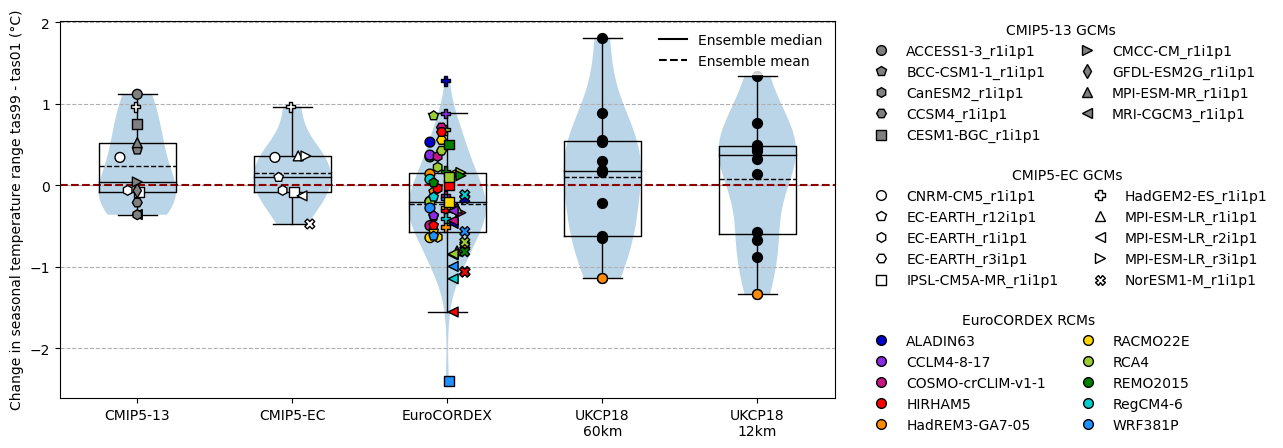 Change in seasonal temperature range tas99 - tas01 (°C)
2
1
0
−1
−2
Ensemble median
Ensemble mean
CMIP5-13
CMIP5-EC
EuroCORDEX
UKCP18
60km
UKCP18
12km
CMIP5-13 GCMs
ACCESS1-3_r1i1p1
BCC-CSM1-1_r1i1p1
CanESM2_r1i1p1
CCSM4_r1i1p1
CESM1-BGC_r1i1p1
CMCC-CM_r1i1p1
GFDL-ESM2G_r1i1p1
MPI-ESM-MR_r1i1p1
MRI-CGCM3_r1i1p1
CMIP5-EC GCMs
CNRM-CM5_r1i1p1
EC-EARTH_r12i1p1
EC-EARTH_r1i1p1
EC-EARTH_r3i1p1
IPSL-CM5A-MR_r1i1p1
HadGEM2-ES_r1i1p1
MPI-ESM-LR_r1i1p1
MPI-ESM-LR_r2i1p1
MPI-ESM-LR_r3i1p1
NorESM1-M_r1i1p1
EuroCORDEX RCMs
ALADIN63
CCLM4-8-17
COSMO-crCLIM-v1-1
HIRHAM5
HadREM3-GA7-05
RACMO22E
RCA4
REMO2015
RegCM4-6
WRF381P